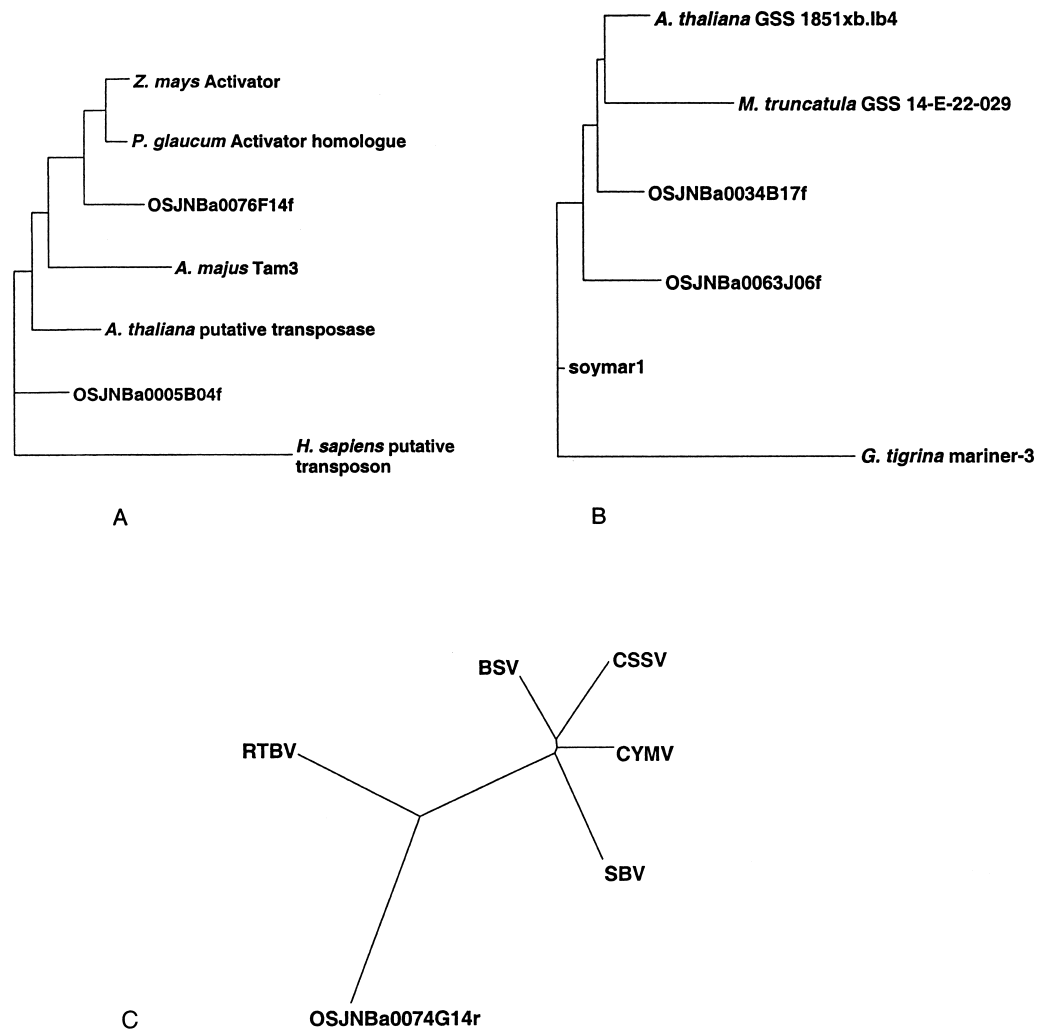 Z. mays Activator
P. glaucum Activator homologue
OSJNBa0076F14f
A. majus Tam3
A. thaliana putative transposase
OSJNBa0005B04f
H. sapiens putative
transposon
A
A. thaliana GSS 1851xb.lb4
M. truncatula GSS 14-E-22-029
OSJNBa0034B17f
OSJNBa0063J06f
soymar1
G. tigrina mariner-3
B
BSV
CSSV
RTBV
CYMV
SBV
OSJNBa0074G14r
C